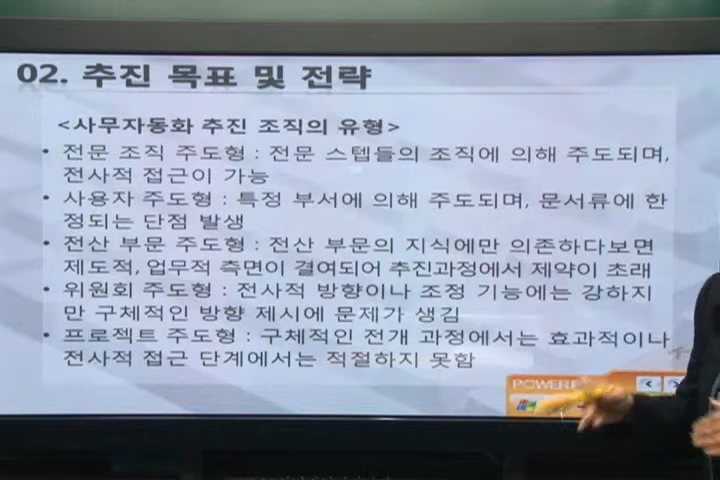 02. 추진 목표 및 전략
<사무자동화 추진 조직의 유형>
• 전문 조직 주도형 : 전문 스텝들의 조직에 의해 주도되며,
전사적 접근이 가능
• 사용자 주도형 : 특정 부서에 의해 주도되며, 문서류에 한
정되는 단점 발생
• 전산 부문 주도형 : 전산 부문의 지식에만 의존하다보면
제도적, 업무적 측면이 결여되어 추진과정에서 제약이 초래
• 위원회 주도형 : 전사적 방향이나 조정 기능에는 강하지
만 구체적인 방향 제시에 문제가 생김
• 프로젝트 주도형 : 구체적인 전개 과정에서는 효과적이나
전사적 접근 단계에서는 적절하지 못함